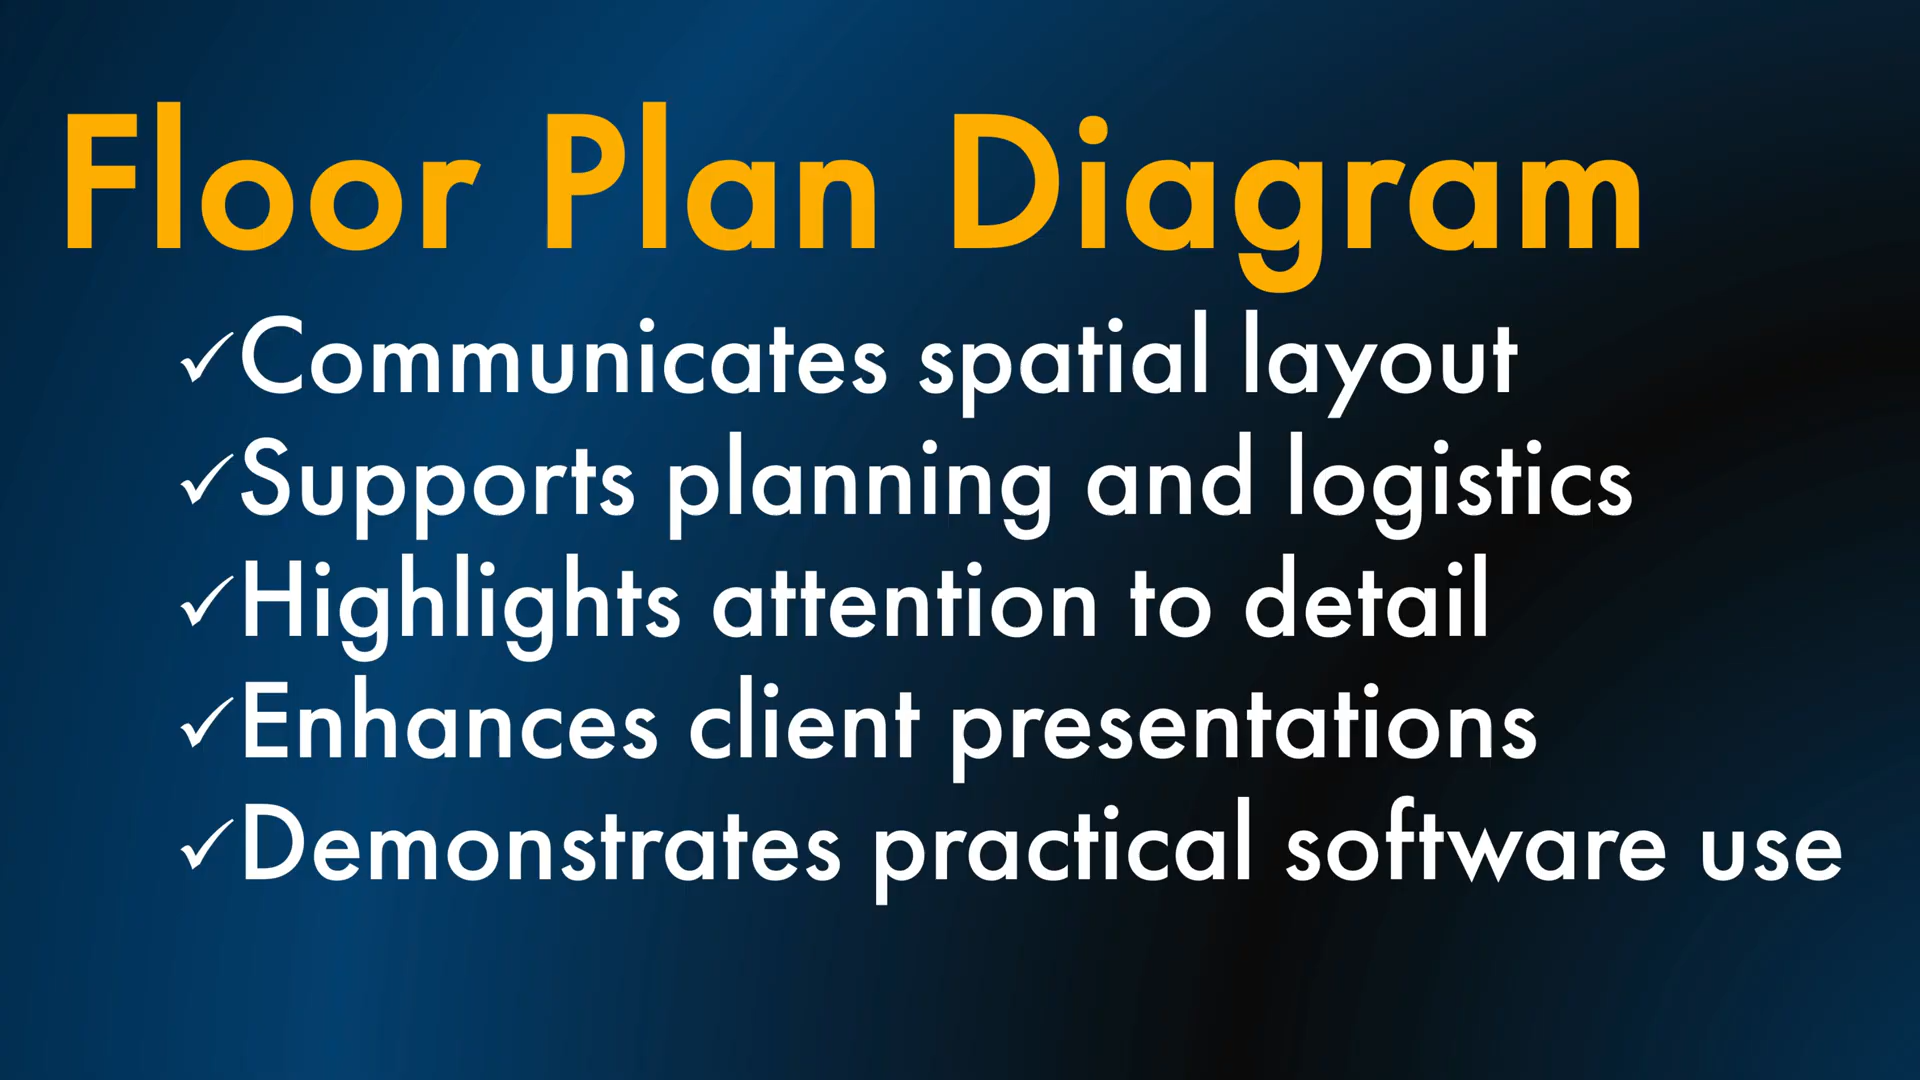 Floor Plan Diagram
✓Communicates spatial layout
✓Supports planning and logistics
✓Highlights attention to detail
✓Enhances client presentations
✓Demonstrates practical software use